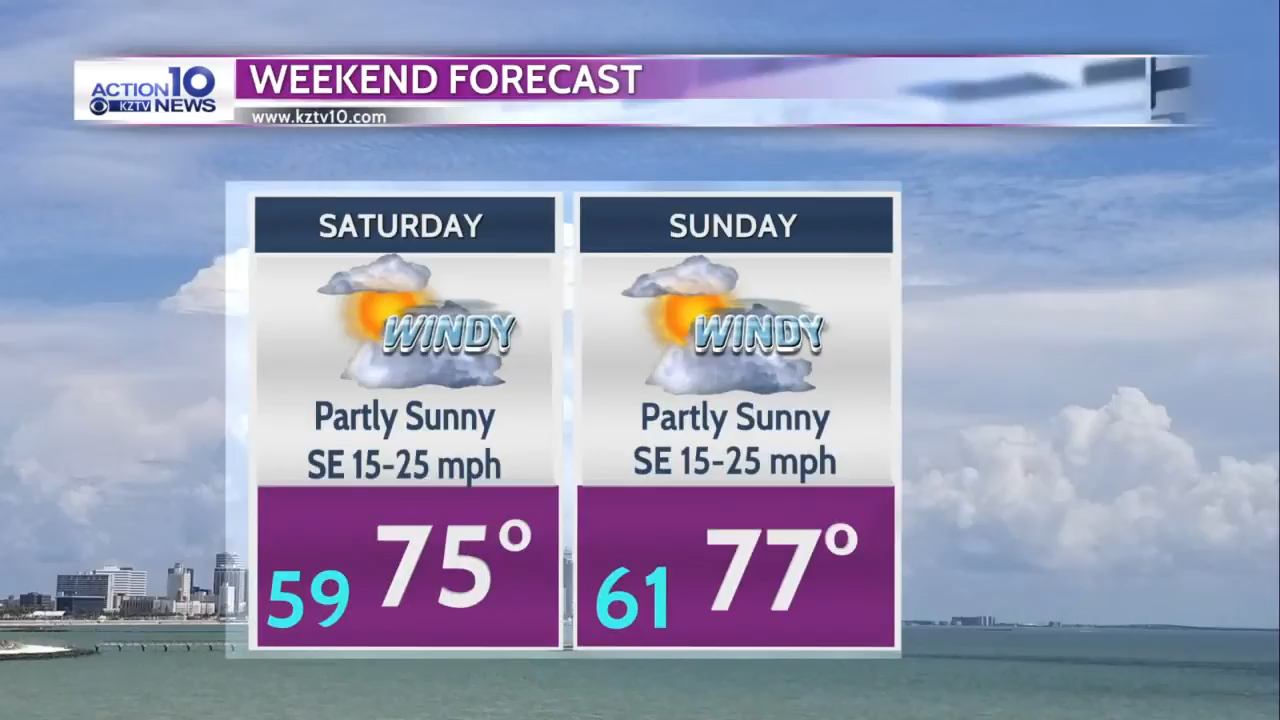 ACTION 10
KZTV NEWS
WEEKEND FORECAST
www.kztv10.com
SATURDAY
WINDY
Partly Sunny
SE 15-25 mph
59 75°
SUNDAY
WINDY
Partly Sunny
SE 15-25 mph
61 77°